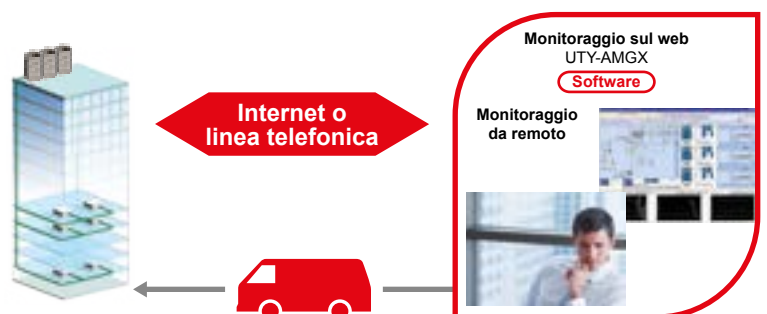 Monitoraggio sul web
UTY-AMGX
Software
Internet o
linea telefonica
Monitoraggio
da remoto